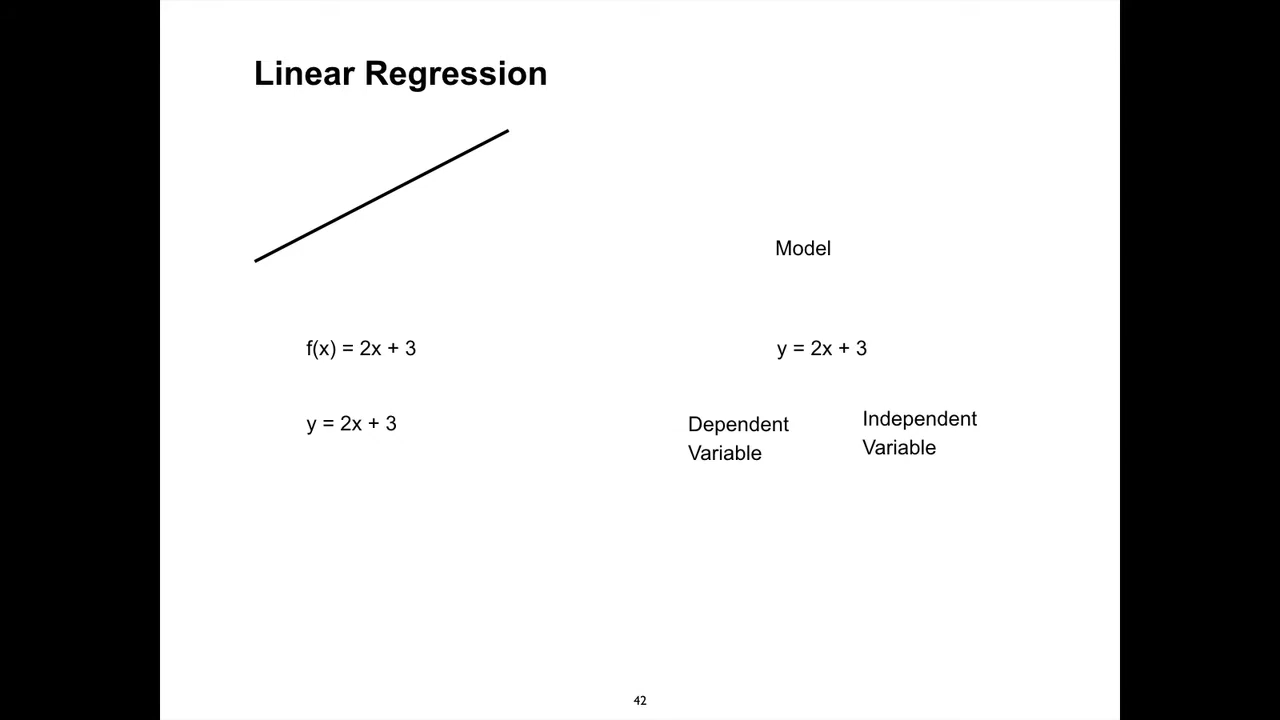 Linear Regression
Model
f(x) = 2x + 3
y = 2x + 3
y = 2x + 3
Dependent
Variable
Independent
Variable
42